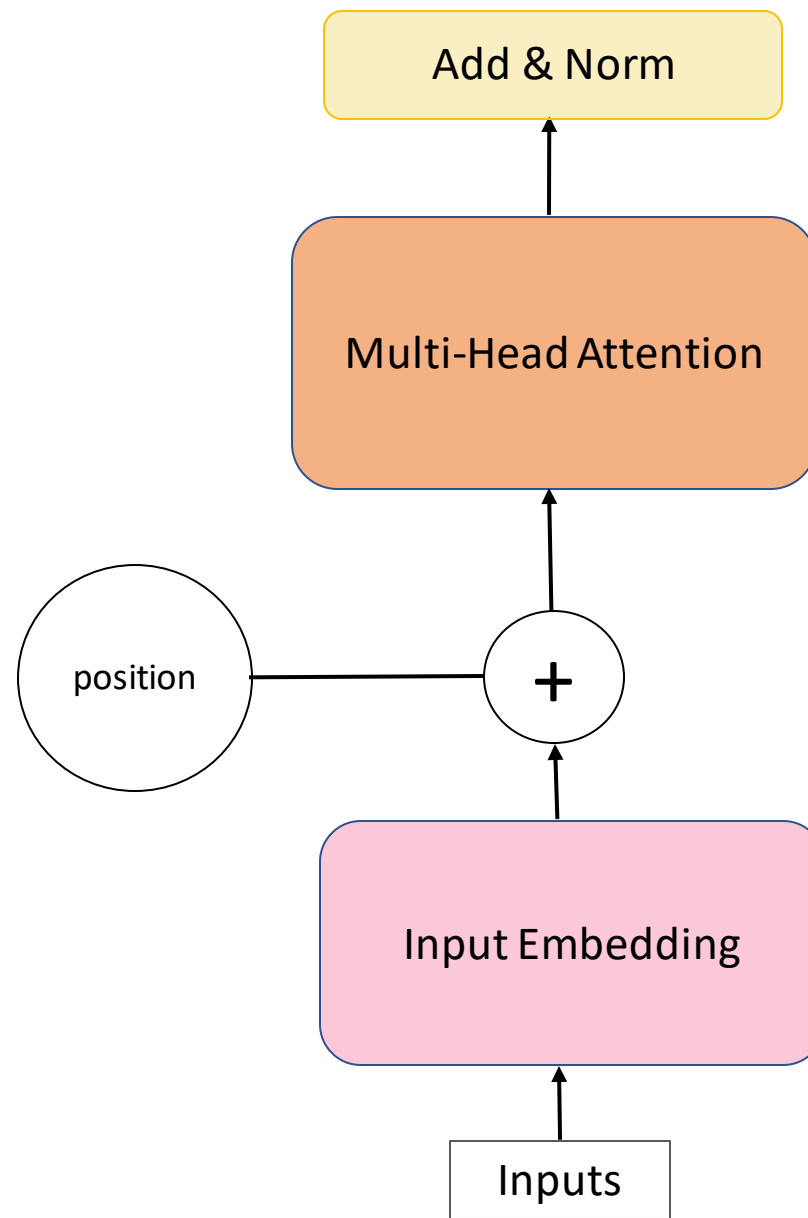 Add & Norm
Multi-Head Attention
position
+
Input Embedding
Inputs